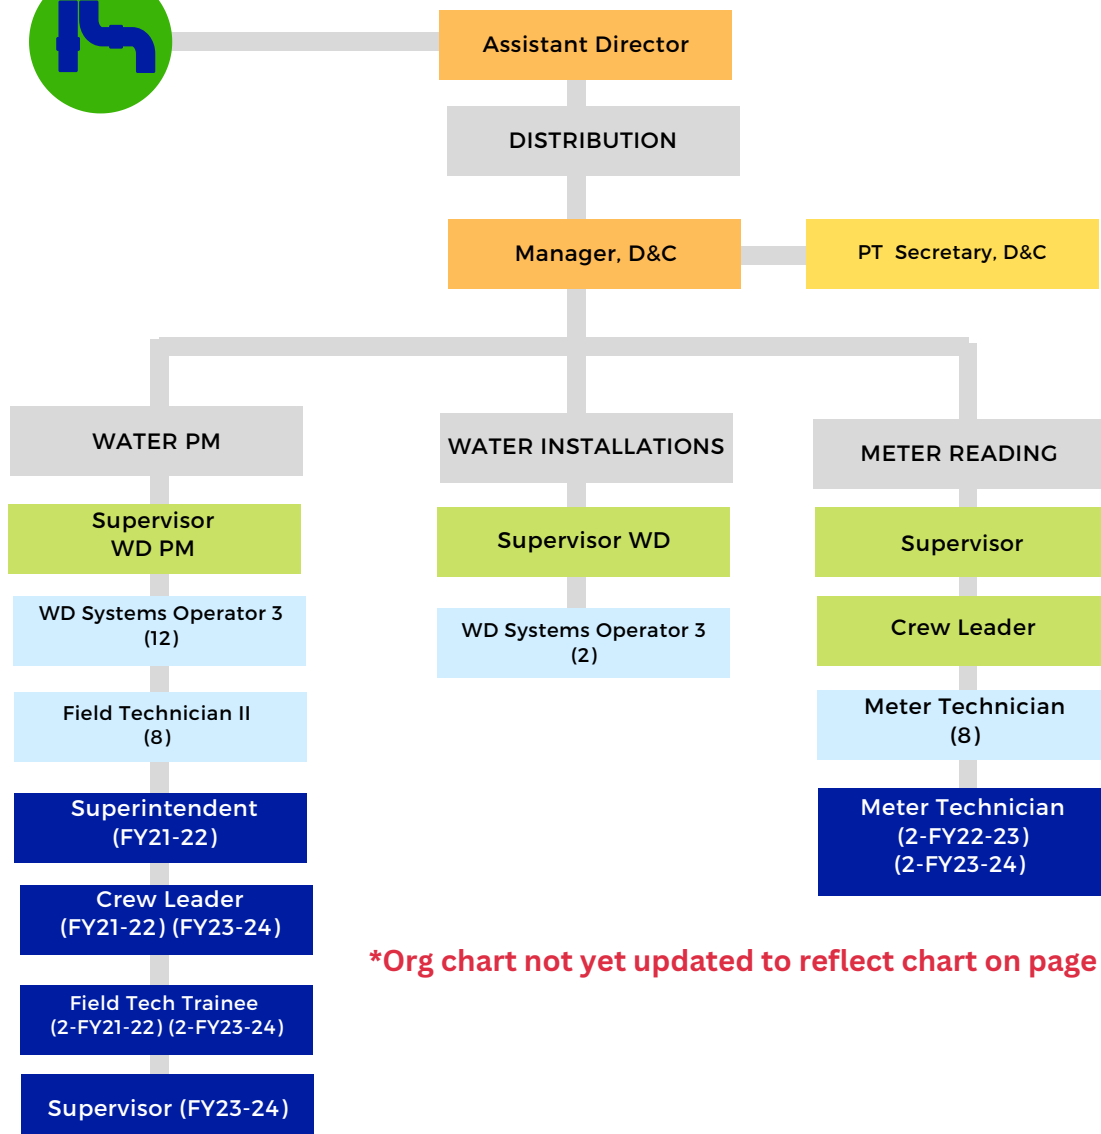 Assistant Director
DISTRIBUTION
Manager, D&C
PT Secretary, D&C
WATER PM
Supervisor
WD PM
WD Systems Operator 3
(12)
Field Technician II
(8)
Superintendent
(FY21-22)
Crew Leader
(FY21-22) (FY23-24)
Field Tech Trainee
(2-FY21-22) (2-FY23-24)
Supervisor (FY23-24)
WATER INSTALLATIONS
Supervisor WD
WD Systems Operator 3
(2)
METER READING
Supervisor
Crew Leader
Meter Technician
(8)
Meter Technician
(2-FY22-23)
(2-FY23-24)
*Org chart not yet updated to reflect chart on page